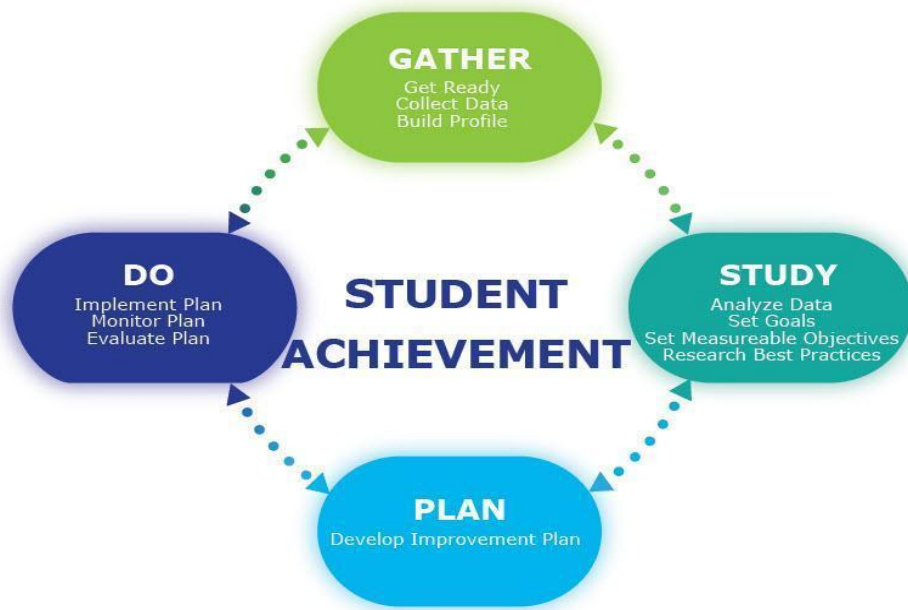 GATHER
Get Ready
Collect Data
Build Profile
DO
Implement Plan
Monitor Plan
Evaluate Plan
STUDENT
ACHIEVEMENT
STUDY
Analyze Data
Set Goals
Set Measureable Objectives
Research Best Practices
PLAN
Develop Improvement Plan